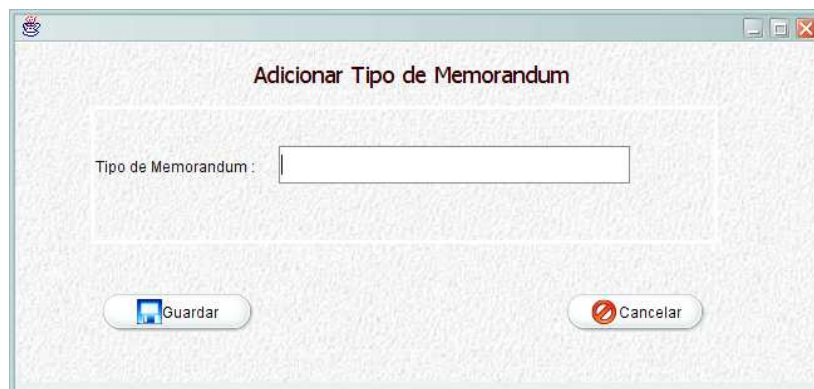 Adicionar Tipo de Memorandum
Tipo de Memorandum :
Guardar
Cancelar